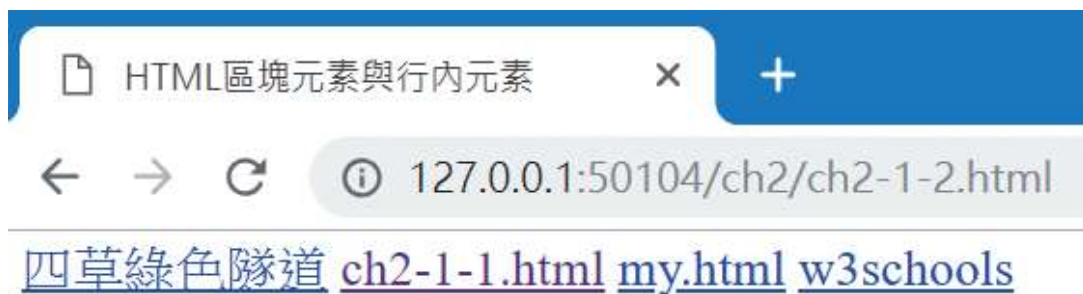 HTML區塊元素與行內元素
127.0.0.1:50104/ch2/ch2-1-2.html
四草綠色隧道 ch2-1-1.html my.html w3schools